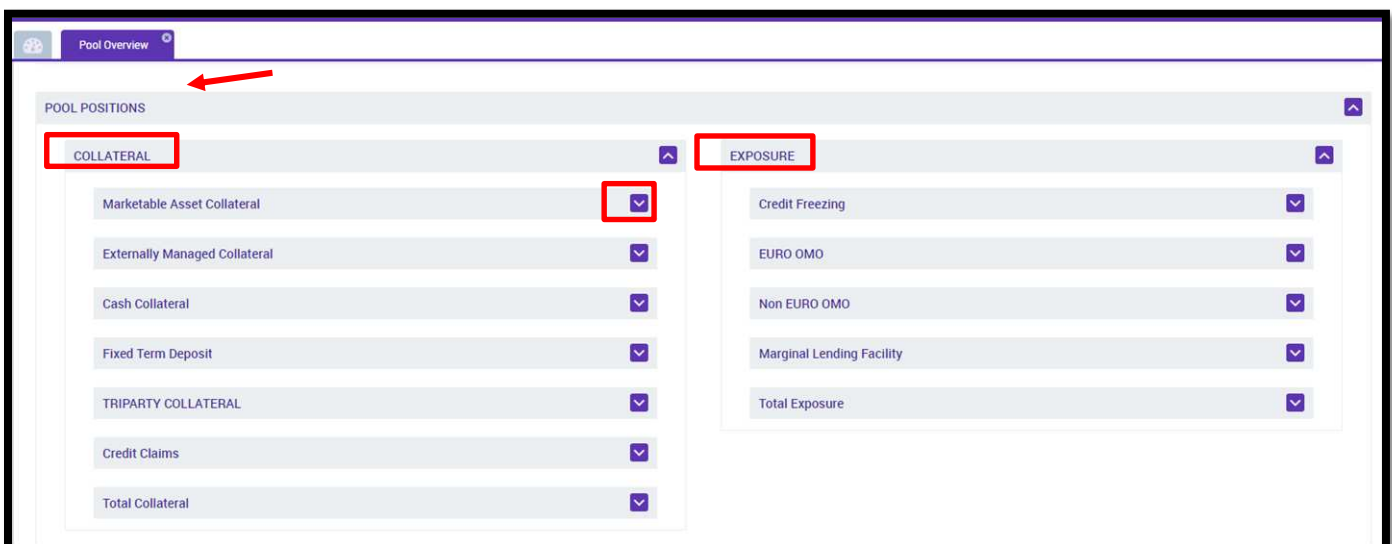 Pool Overview
POOL POSITIONS
COLLATERAL
Marketable Asset Collateral
Externally Managed Collateral
Cash Collateral
Fixed Term Deposit
TRIPARTY COLLATERAL
Credit Claims
Total Collateral
EXPOSURE
Credit Freezing
EURO OMO
Non EURO OMO
Marginal Lending Facility
Total Exposure